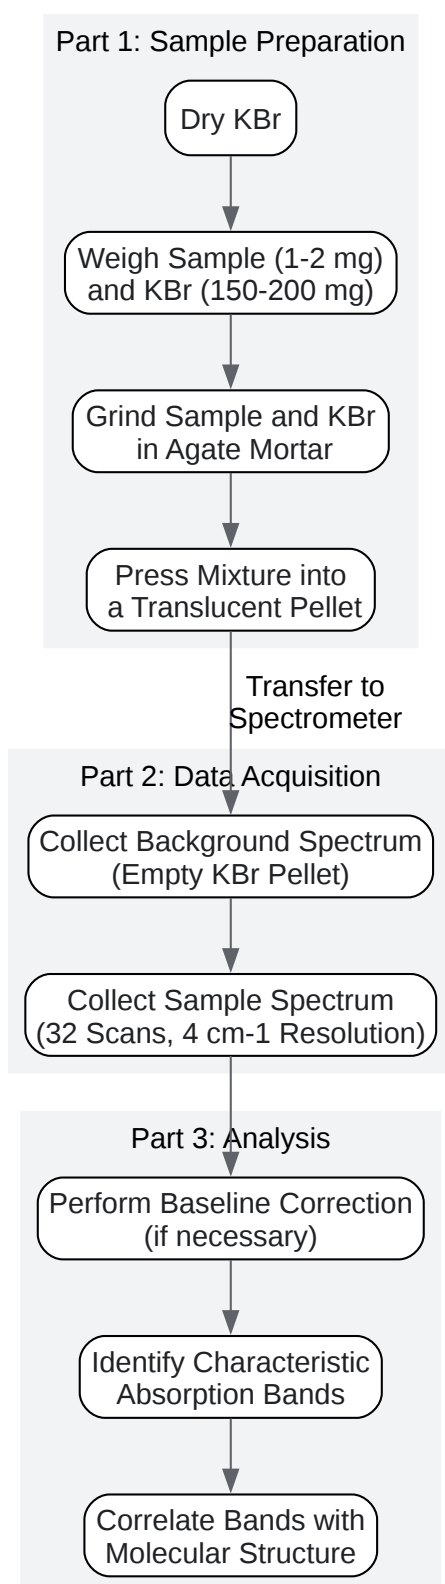 Part 1: Sample Preparation
Dry KBr
Weigh Sample (1-2 mg)
and KBr (150-200 mg)
Grind Sample and KBr
in Agate Mortar
Press Mixture into
a Translucent Pellet
Transfer to
Spectrometer
Part 2: Data Acquisition
Collect Background Spectrum
(Empty KBr Pellet)
Collect Sample Spectrum
(32 Scans, 4 cm-1 Resolution)
Part 3: Analysis
Perform Baseline Correction
(if necessary)
Identify Characteristic
Absorption Bands
Correlate Bands with
Molecular Structure